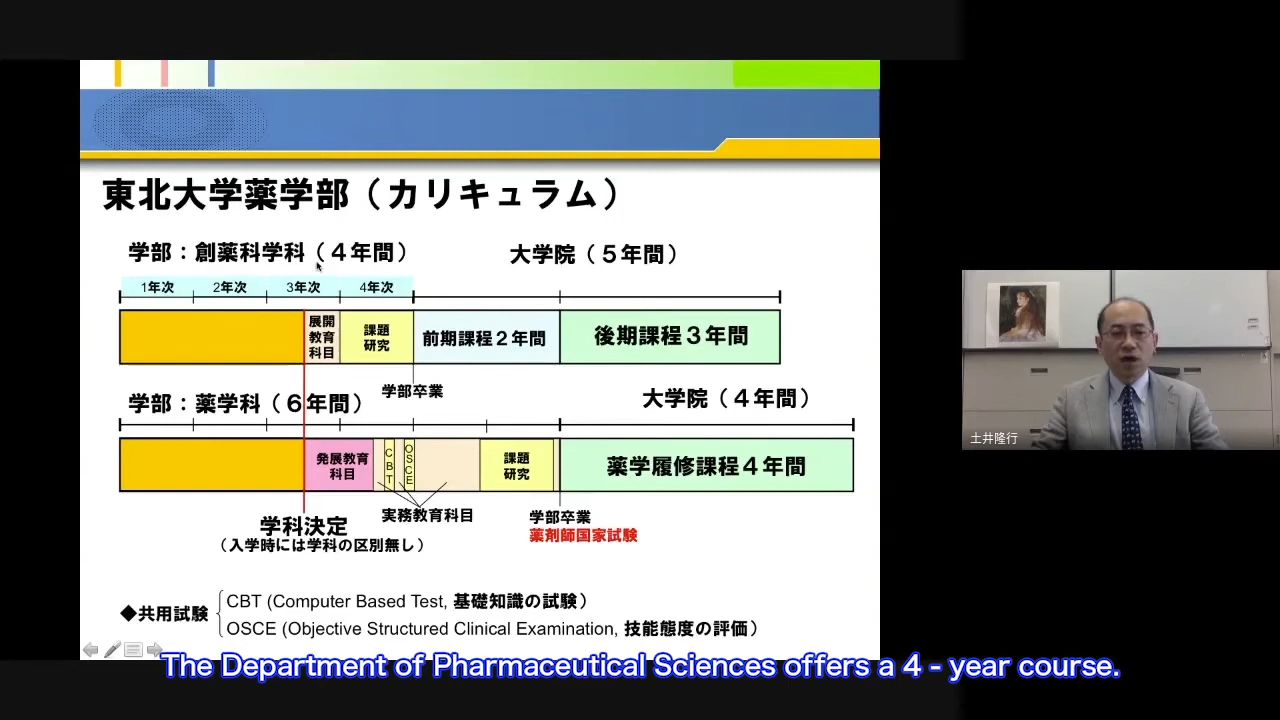 東北大学薬学部（カリキュラム）
学部：創薬科学科（４年間）
大学院（５年間）
1年次 2年次 3年次 4年次
展開教育科目
課題研究
前期課程２年間
後期課程３年間
学部卒業
学部：薬学科（６年間）
大学院（４年間）
発展教育科目
CBT
OSCE
課題研究
薬学履修課程４年間
学科決定
（入学時には学科の区別無し）
実務教育科目
学部卒業
薬剤師国家試験
◆共用試験
CBT (Computer Based Test, 基礎知識の試験）
OSCE (Objective Structured Clinical Examination, 技能態度の評価）
土井隆行
The Department of Pharmaceutical Sciences offers a 4 - year course.